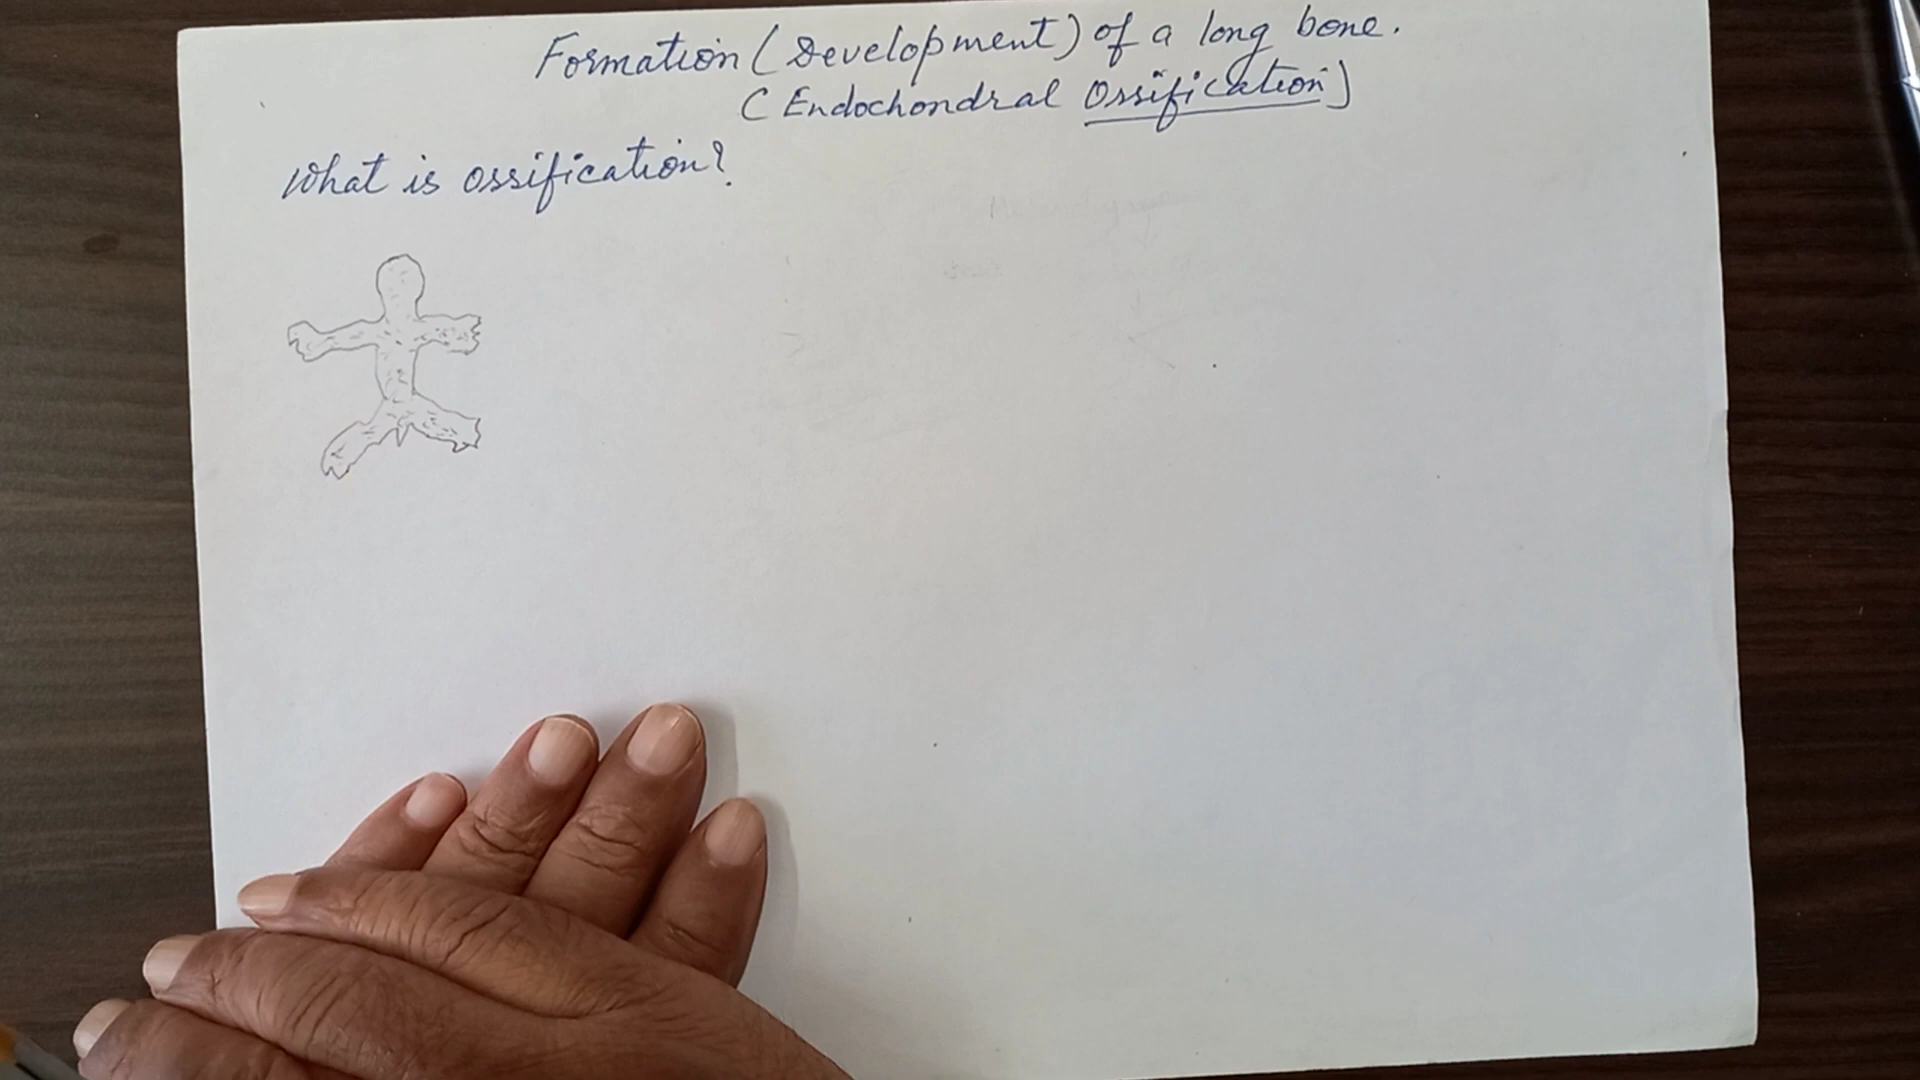 Formation (Development) of a long bone.
( Endochondral Ossification)
What is ossification?